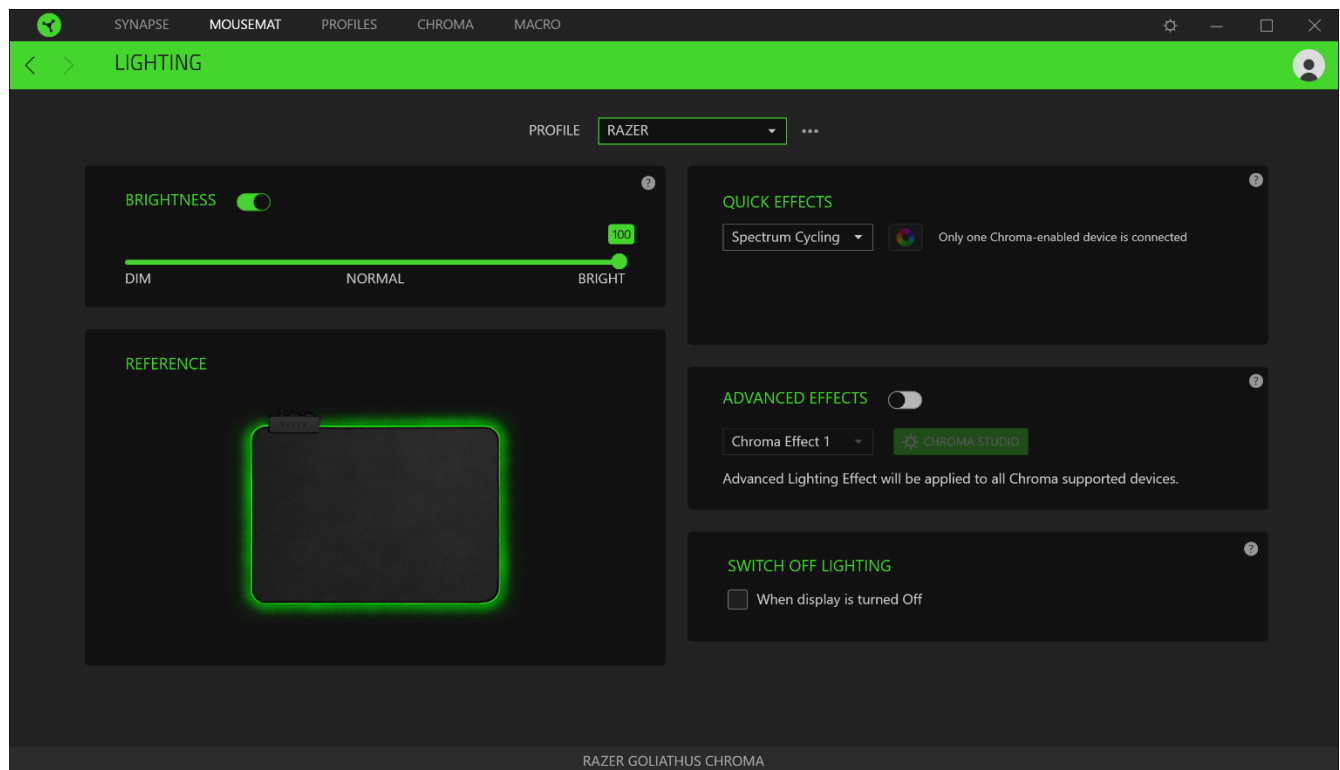 SYNAPSE MOUSEMAT PROFILES CHROMA MACRO
LIGHTING
PROFILE RAZER
BRIGHTNESS
100
DIM NORMAL BRIGHT
REFERENCE
RAZER
QUICK EFFECTS
Spectrum Cycling Only one Chroma-enabled device is connected
ADVANCED EFFECTS
Chroma Effect 1 CHROMA STUDIO
Advanced Lighting Effect will be applied to all Chroma supported devices.
SWITCH OFF LIGHTING
When display is turned Off
RAZER GOLIATHUS CHROMA